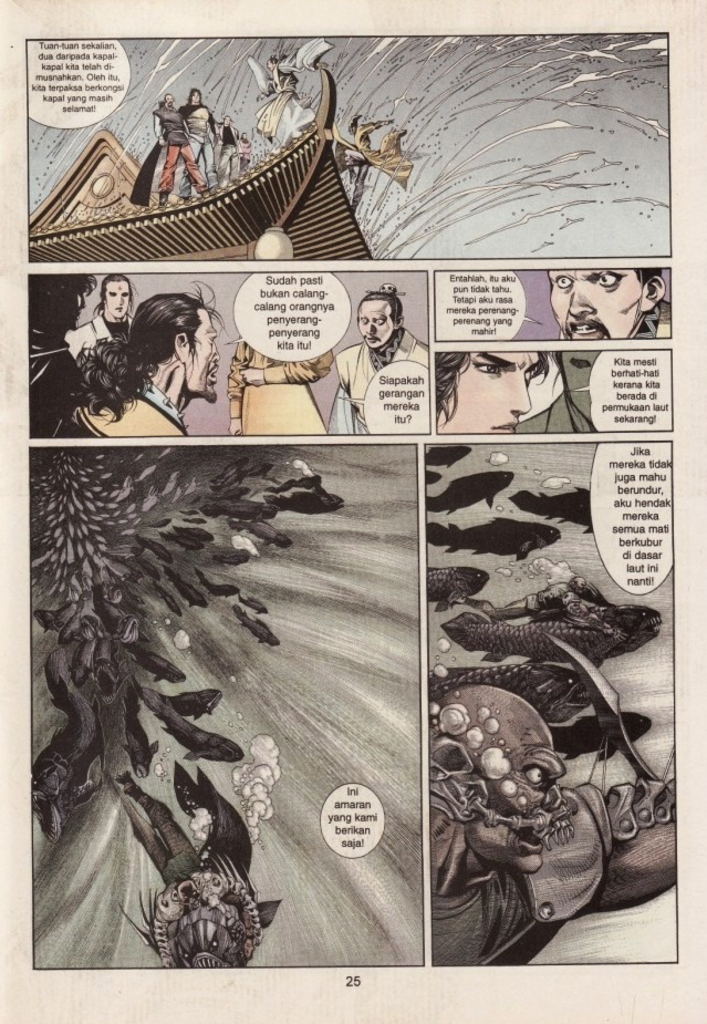 Tuan-tuan sekalian,
dua daripada kapal-
kapal kita telah di-
musnahkan. Oleh itu,
kita terpaksa berkongsi
kapal yang masih
selamat!
Sudah pasti
bukan calang-
calang orangnya
penyerang-
penyerang
kita itu!
Siapakah
gerangan
mereka
itu?
Entahlah, itu aku
pun tidak tahu.
Tetapi aku rasa
mereka perenang-
perenang yang
mahir!
Kita mesti
berhati-hati
kerana kita
berada di
permukaan laut
sekarang!
Ini
amaran
yang kami
berikan
saja!
Jika
mereka tidak
juga mahu
berundur,
aku hendak
mereka
semua mati
berkubur
di dasar
laut ini
nanti!
25